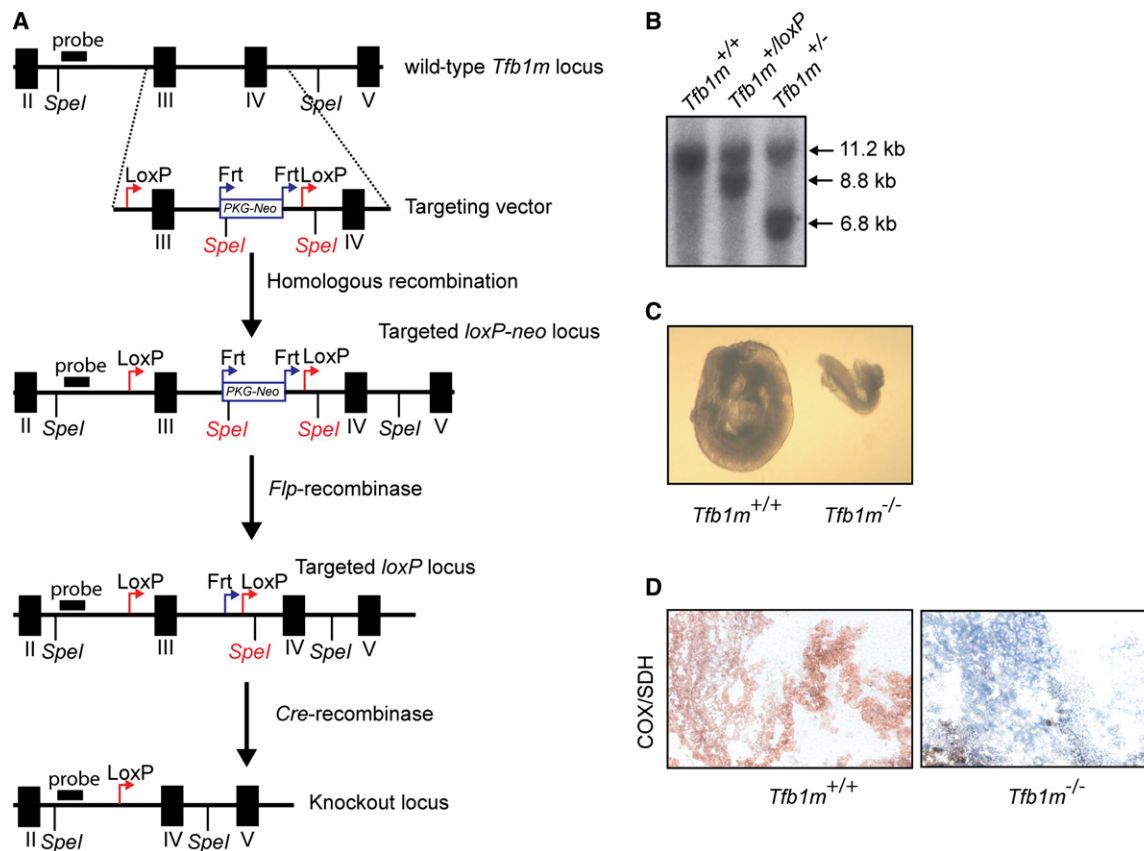 A
probe
wild-type Tfb1m locus
II
SpeI
III
IV
SpeI
V
LoxP
Frt
Frt
LoxP
PKG-Neo
Targeting vector
III
SpeI
SpeI
IV
Homologous recombination
Targeted loxP-neo locus
probe
LoxP
Frt
Frt
LoxP
PKG-Neo
II
SpeI
III
SpeI
SpeI
IV
SpeI
V
Flp-recombinase
Targeted loxP locus
probe
LoxP
Frt
LoxP
II
SpeI
III
SpeI
IV
SpeI
V
Cre-recombinase
probe
LoxP
Knockout locus
II
SpeI
IV
SpeI
V
B
Tfb1m+/+
Tfb1m+/loxP
Tfb1m+/-
11.2 kb
8.8 kb
6.8 kb
C
Tfb1m+/+
Tfb1m-/-
D
COX/SDH
Tfb1m+/+
Tfb1m-/-